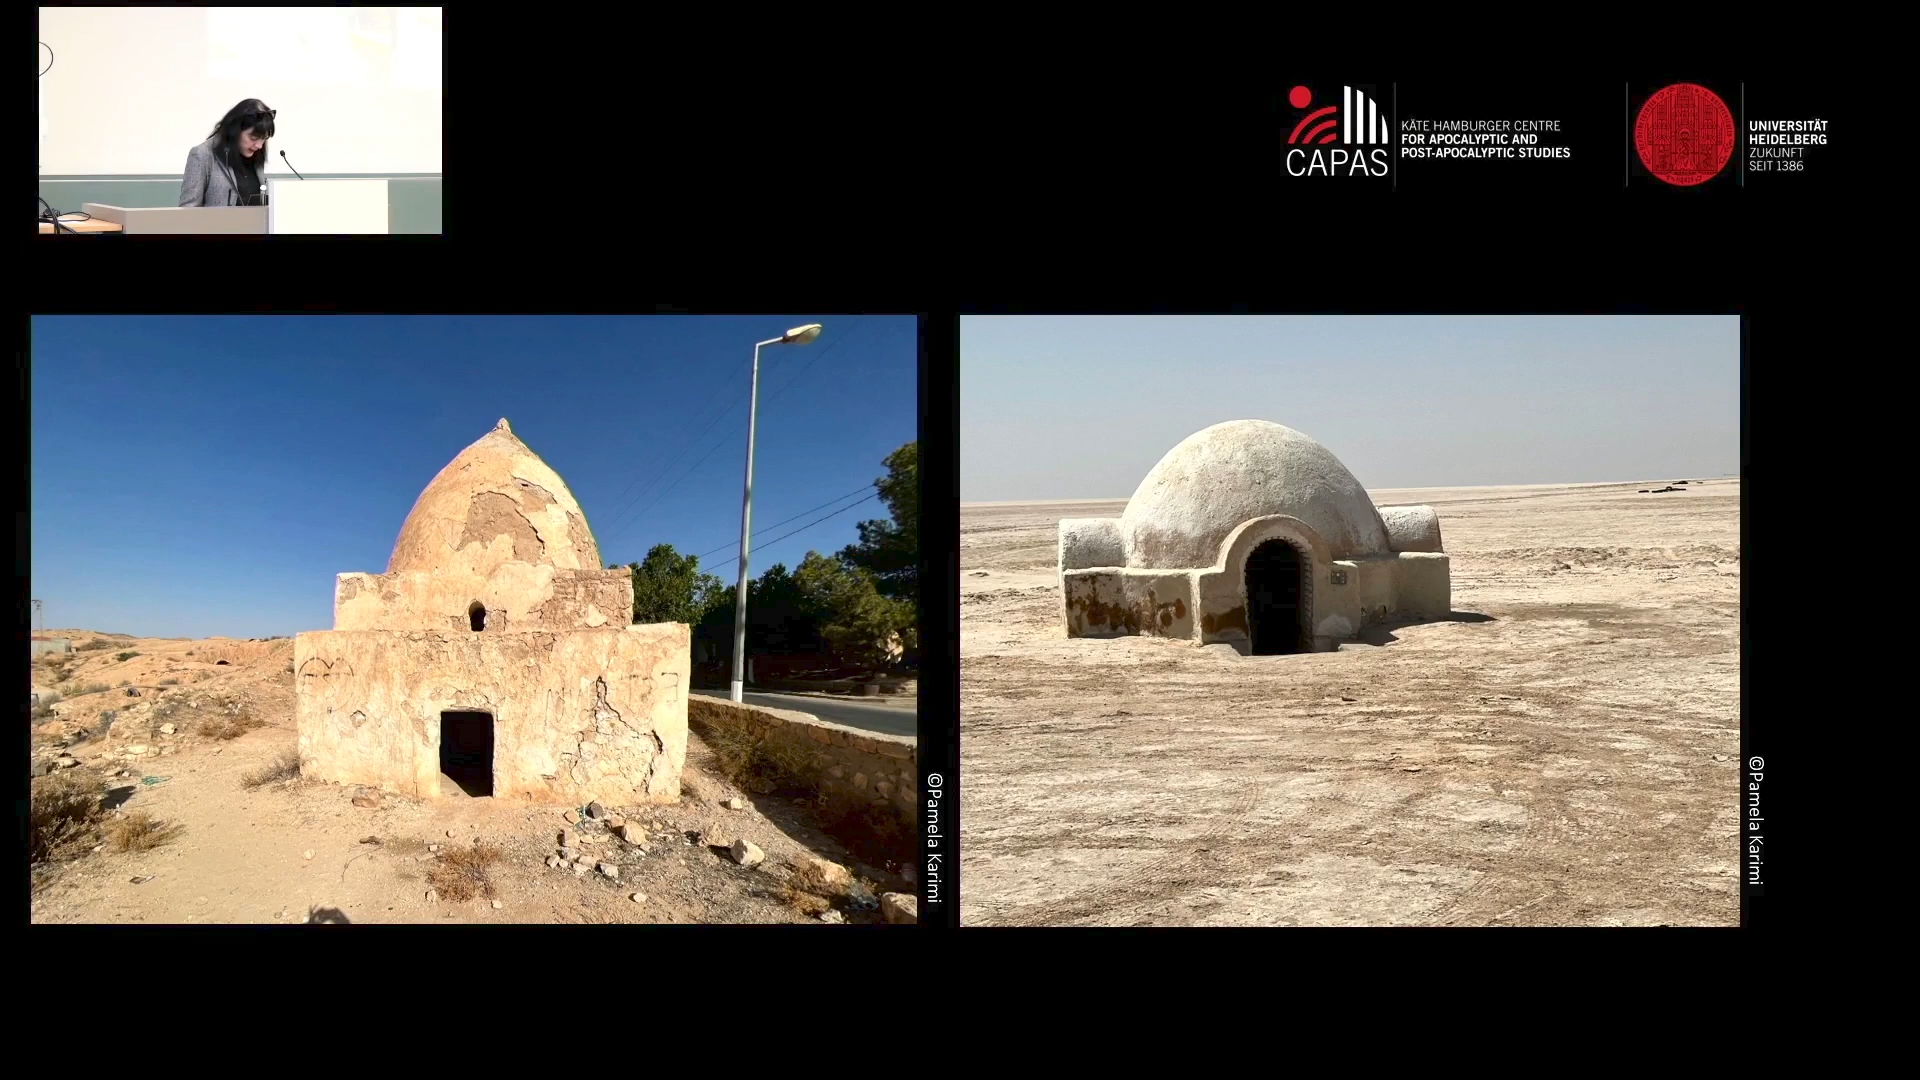 CAPAS
KÄTE HAMBURGER CENTRE
FOR APOCALYPTIC AND
POST-APOCALYPTIC STUDIES
UNIVERSITÄT
HEIDELBERG
ZUKUNFT
SEIT 1386
©Pamela Karimi
©Pamela Karimi